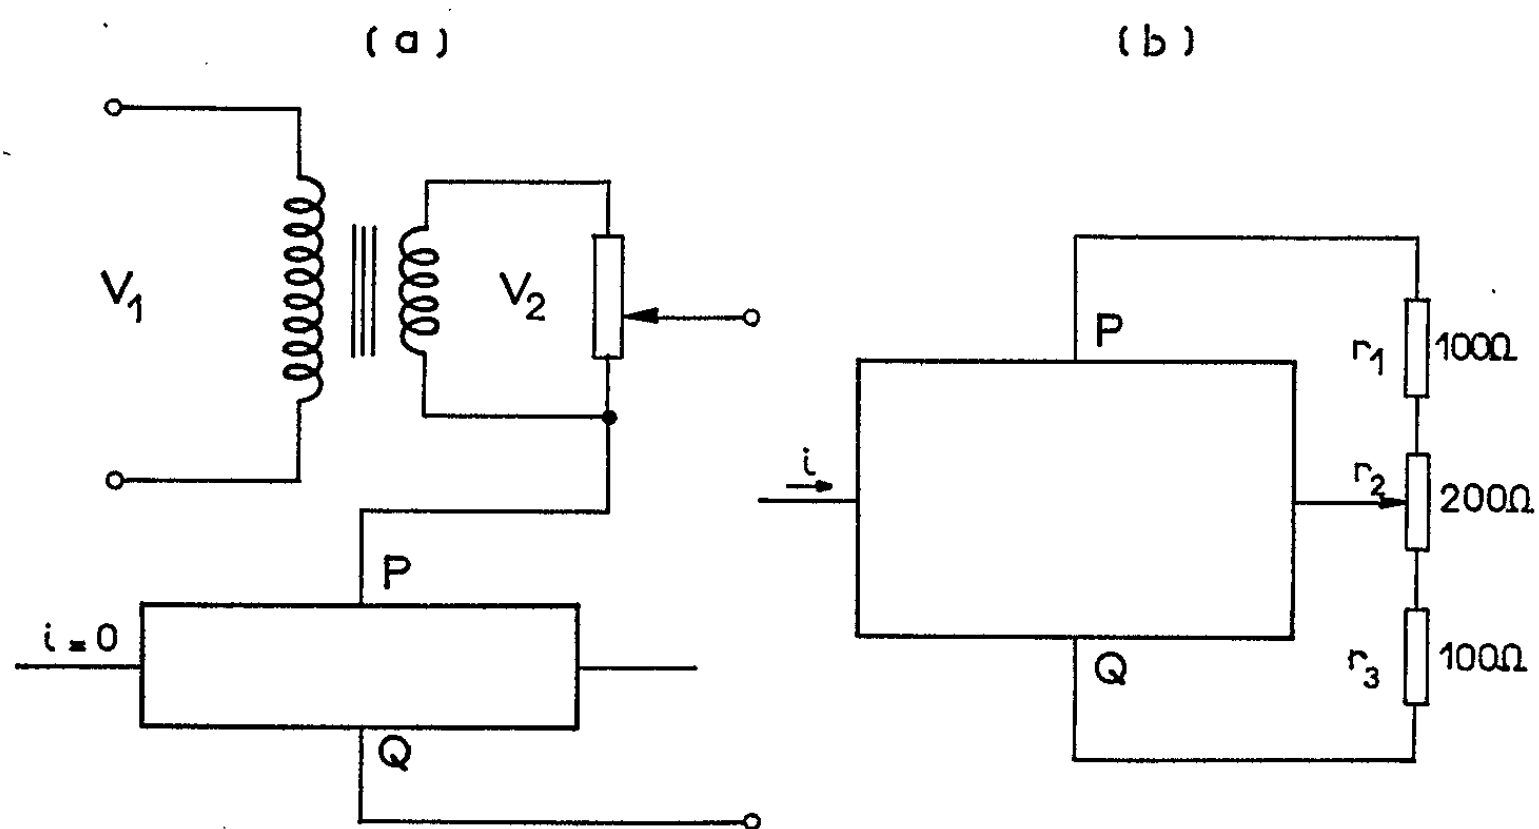 (a)
V₁
V₂
P
i = 0
Q
(b)
P
r₁ 100Ω
i
r₂ 200Ω
Q
r₃ 100Ω